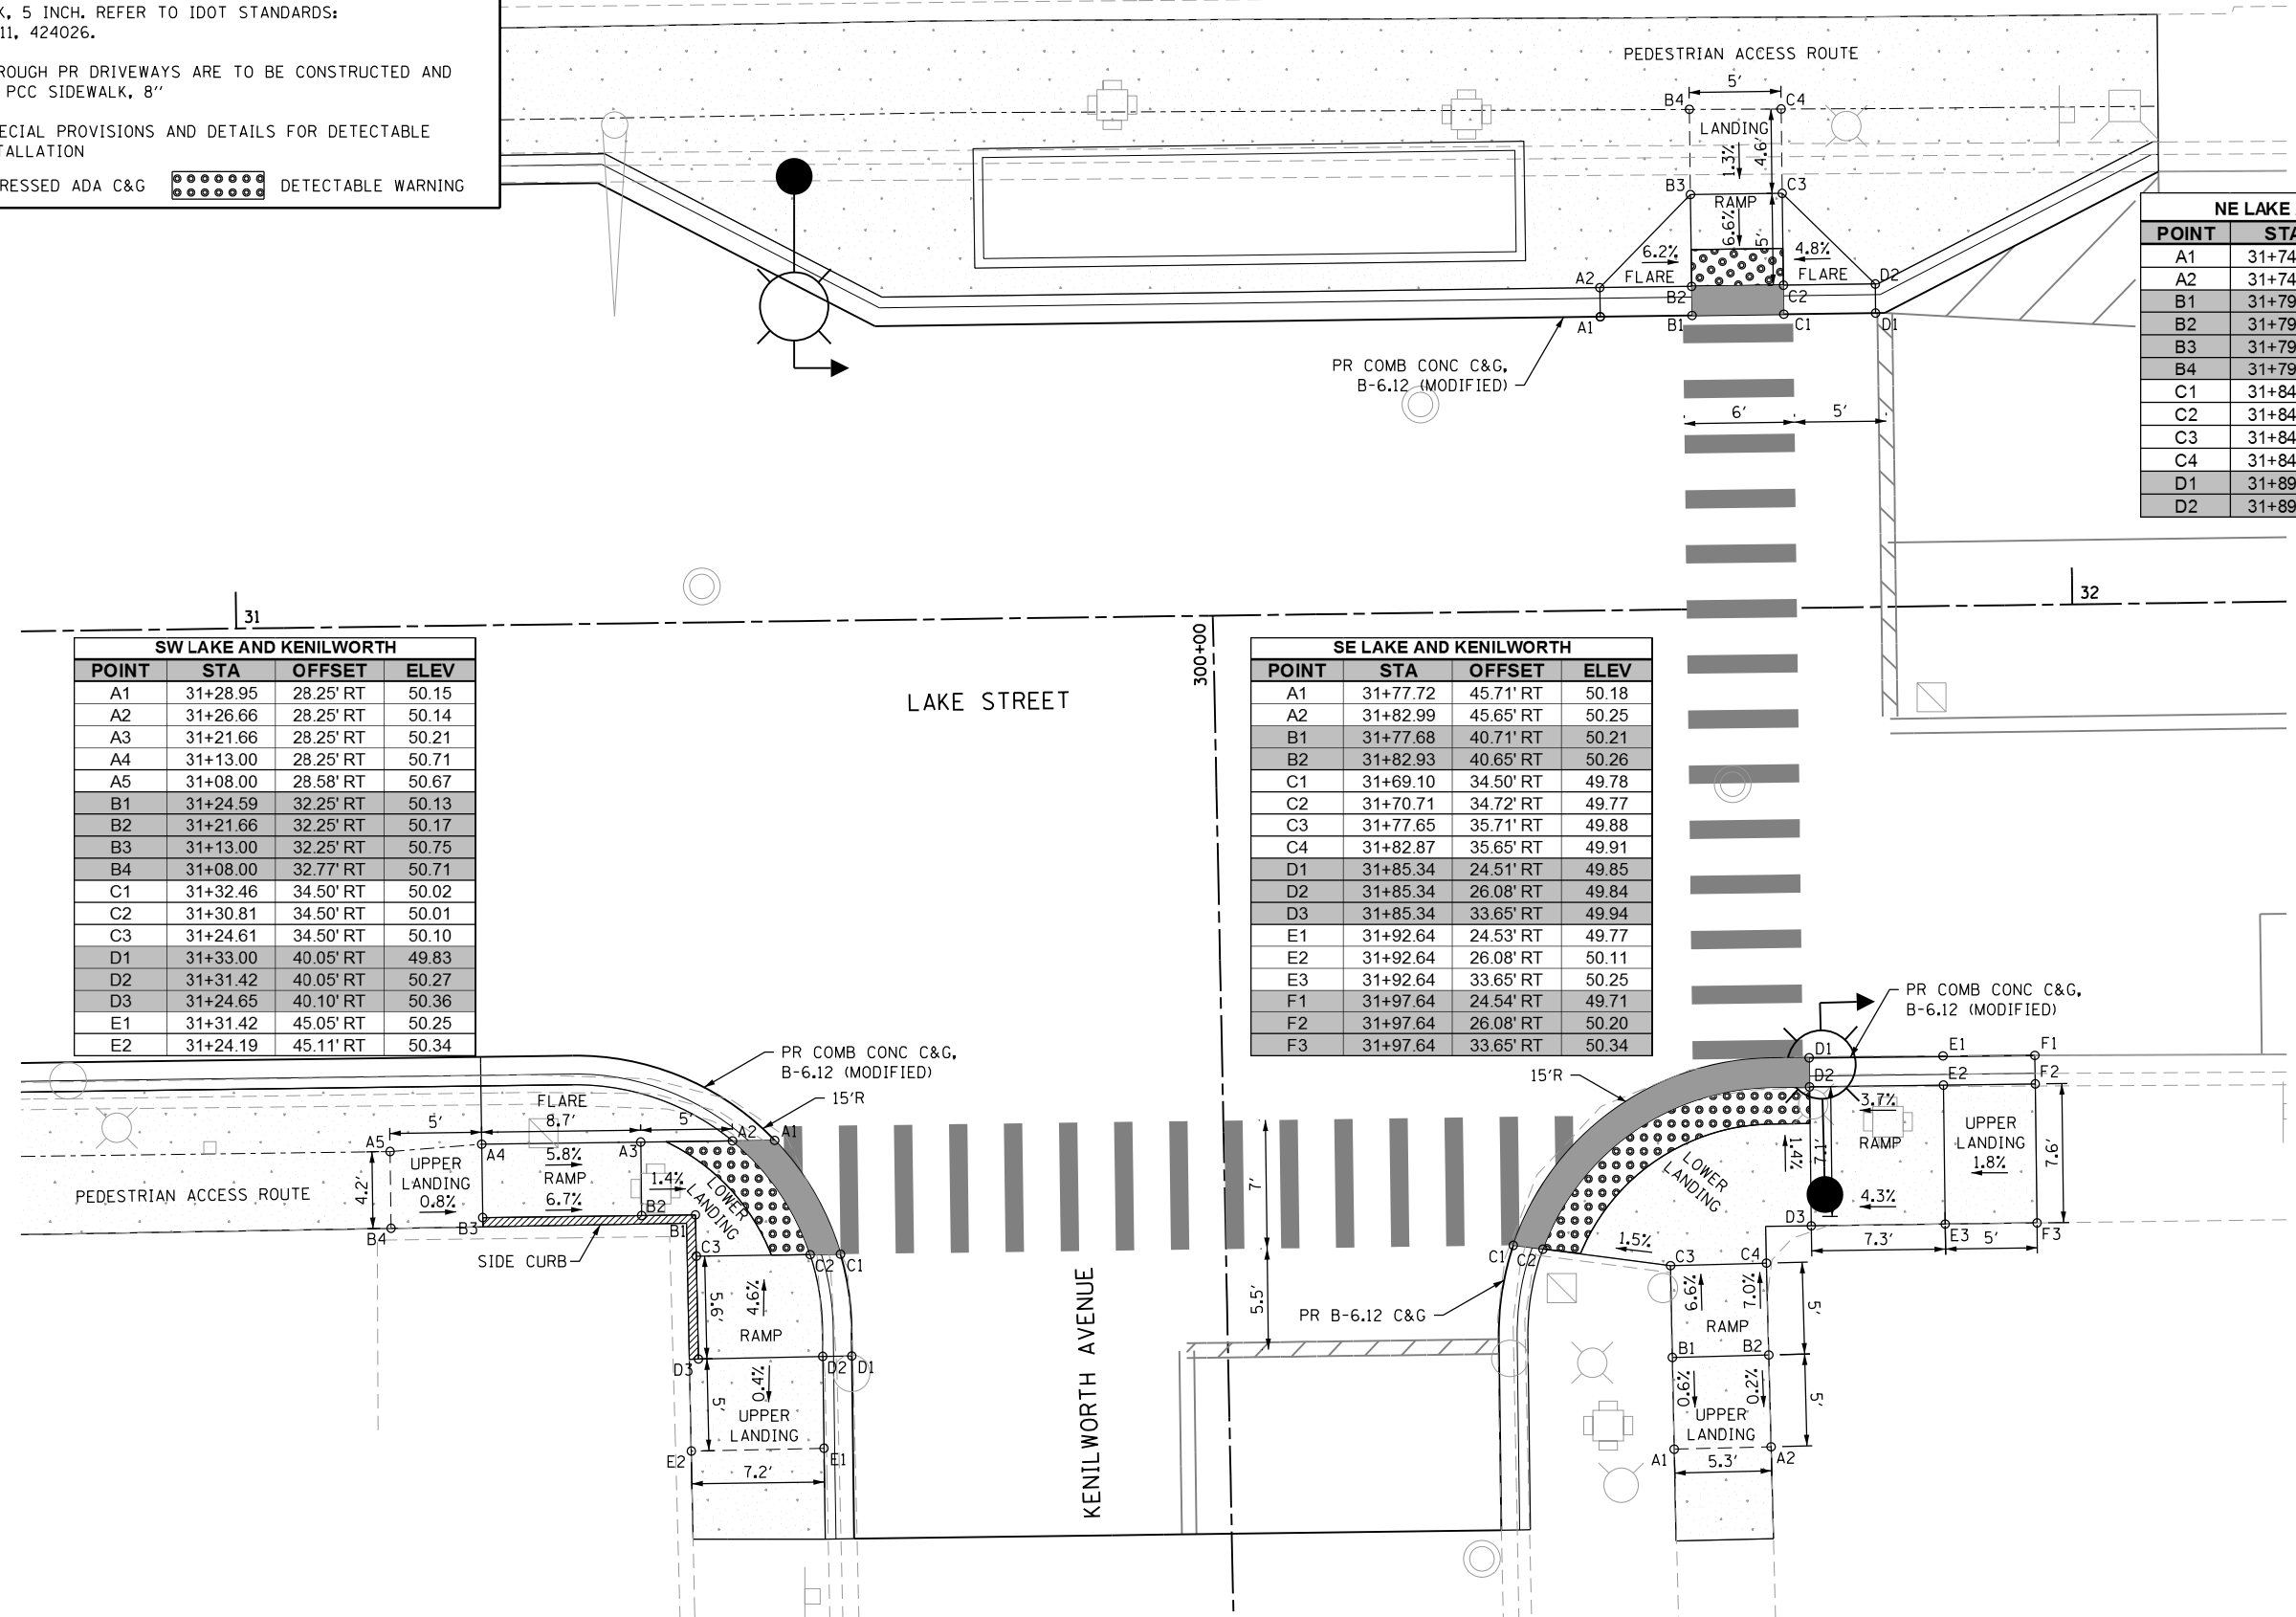 K, 5 INCH. REFER TO IDOT STANDARDS:
11, 424026.
ROUGH PR DRIVEWAYS ARE TO BE CONSTRUCTED AND
PCC SIDEWALK, 8''
ECIAL PROVISIONS AND DETAILS FOR DETECTABLE
TALLATION
RESSED ADA C&G
DETECTABLE WARNING
PEDESTRIAN ACCESS ROUTE
5'
B4
C4
LANDING
1.3%
4.6'
B3
C3
RAMP
6.6%
5'
6.2%
4.8%
A2
FLARE
FLARE
D2
B2
C2
A1
B1
C1
D1
PR COMB CONC C&G,
B-6.12 (MODIFIED)
6'
5'
NE LAKE
POINT STA
A1 31+74
A2 31+74
B1 31+79
B2 31+79
B3 31+79
B4 31+79
C1 31+84
C2 31+84
C3 31+84
C4 31+84
D1 31+89
D2 31+89
31
32
300+00
LAKE STREET
SW LAKE AND KENILWORTH
POINT STA OFFSET ELEV
A1 31+28.95 28.25' RT 50.15
A2 31+26.66 28.25' RT 50.14
A3 31+21.66 28.25' RT 50.21
A4 31+13.00 28.25' RT 50.71
A5 31+08.00 28.58' RT 50.67
B1 31+24.59 32.25' RT 50.13
B2 31+21.66 32.25' RT 50.17
B3 31+13.00 32.25' RT 50.75
B4 31+08.00 32.77' RT 50.71
C1 31+32.46 34.50' RT 50.02
C2 31+30.81 34.50' RT 50.01
C3 31+24.61 34.50' RT 50.10
D1 31+33.00 40.05' RT 49.83
D2 31+31.42 40.05' RT 50.27
D3 31+24.65 40.10' RT 50.36
E1 31+31.42 45.05' RT 50.25
E2 31+24.19 45.11' RT 50.34
SE LAKE AND KENILWORTH
POINT STA OFFSET ELEV
A1 31+77.72 45.71' RT 50.18
A2 31+82.99 45.65' RT 50.25
B1 31+77.68 40.71' RT 50.21
B2 31+82.93 40.65' RT 50.26
C1 31+69.10 34.50' RT 49.78
C2 31+70.71 34.72' RT 49.77
C3 31+77.65 35.71' RT 49.88
C4 31+82.87 35.65' RT 49.91
D1 31+85.34 24.51' RT 49.85
D2 31+85.34 26.08' RT 49.84
D3 31+85.34 33.65' RT 49.94
E1 31+92.64 24.53' RT 49.77
E2 31+92.64 26.08' RT 50.11
E3 31+92.64 33.65' RT 50.25
F1 31+97.64 24.54' RT 49.71
F2 31+97.64 26.08' RT 50.20
F3 31+97.64 33.65' RT 50.34
PR COMB CONC C&G,
B-6.12 (MODIFIED)
15'R
FLARE
8.7'
5'
5'
A5
A4
A3
A2
A1
UPPER
LANDING
0.8%
5.8%
RAMP
6.7%
1.4%
LOWER
LANDING
4.2'
PEDESTRIAN ACCESS ROUTE
B4
B3
B2
B1
SIDE CURB
C3
C2
C1
5.6'
4.6%
RAMP
D3
D2
D1
0.4%
5'
UPPER
LANDING
E2
E1
7.2'
KENILWORTH AVENUE
7'
5.5'
15'R
PR COMB CONC C&G,
B-6.12 (MODIFIED)
D1
E1
F1
D2
E2
F2
3.7%
RAMP
4.3%
UPPER
LANDING
1.8%
7.6'
1.4%
7.1'
LOWER
LANDING
D3
E3
F3
7.3'
5'
C1
C2
1.5%
C3
C4
PR B-6.12 C&G
6.6%
7.0%
RAMP
5'
B1
B2
0.6%
0.2%
5'
UPPER
LANDING
A1
A2
5.3'